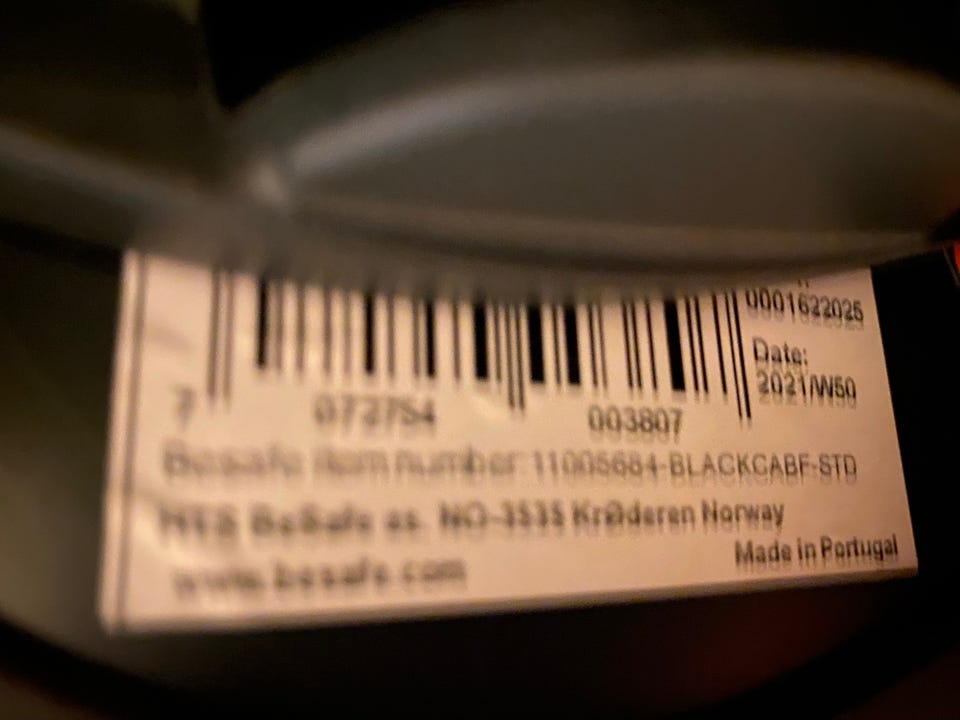 0001622025
Date:
2021/W50
7 072754 003807
Besafe item number: 11005684-BLACKCABF-STD
HTS BeSafe as. NO-3535 KrØderen Norway
Made in Portugal
www.besafe.com